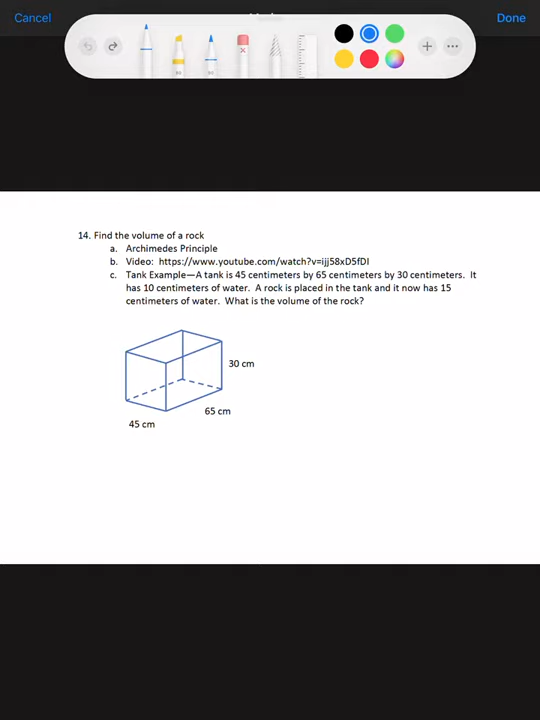 Cancel
Done
14. Find the volume of a rock
a. Archimedes Principle
b. Video: https://www.youtube.com/watch?v=ijj58xD5fDI
c. Tank Example—A tank is 45 centimeters by 65 centimeters by 30 centimeters. It
has 10 centimeters of water. A rock is placed in the tank and it now has 15
centimeters of water. What is the volume of the rock?
30 cm
65 cm
45 cm